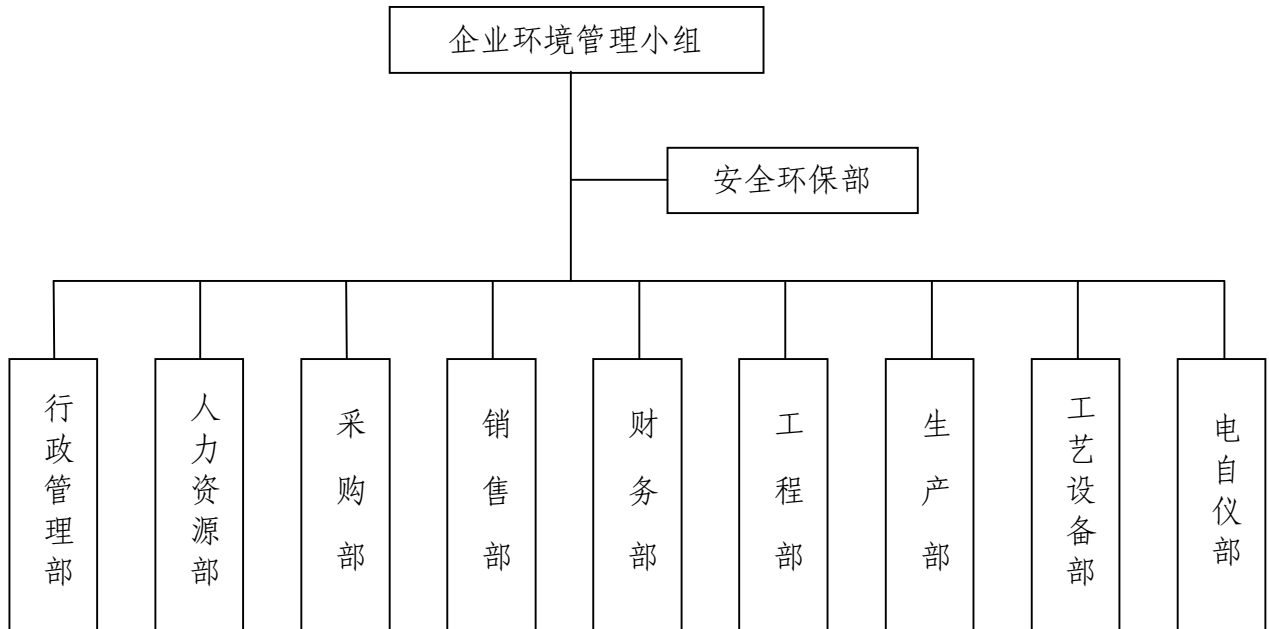 企业环境管理小组
安全环保部
行政管理部
人力资源部
采购部
销售部
财务部
工程部
生产部
工艺设备部
电自仪部